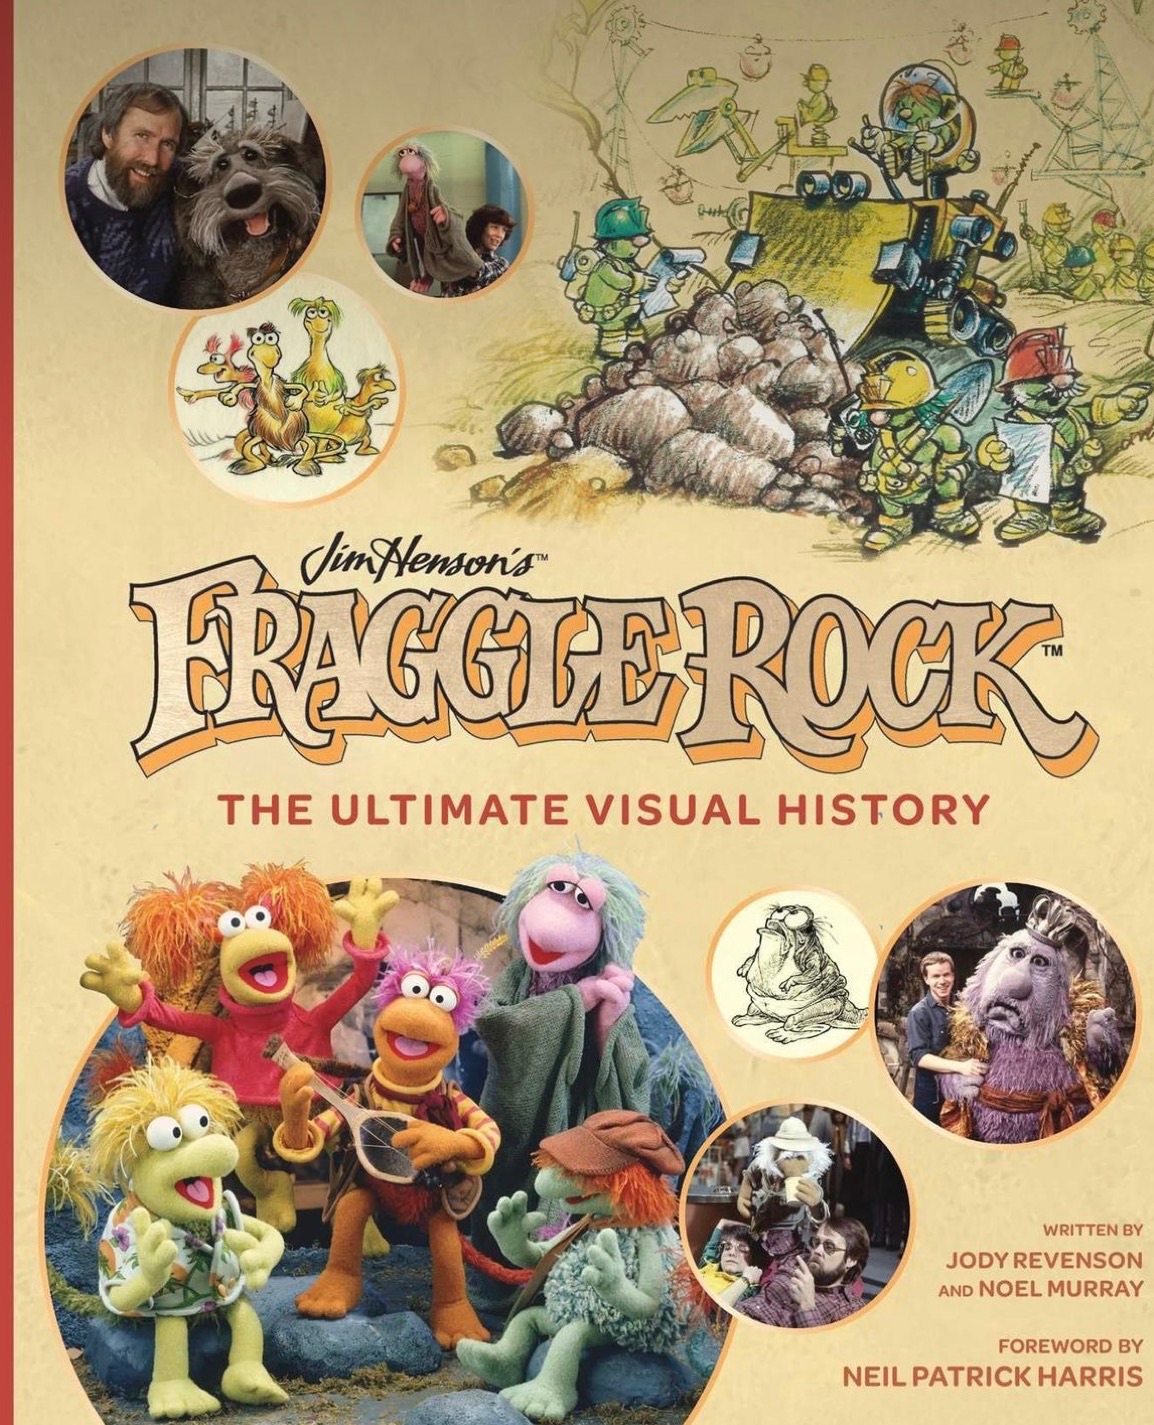 Jim Henson's™
FRAGGLE ROCK™
THE ULTIMATE VISUAL HISTORY
WRITTEN BY
JODY REVENSON
AND NOEL MURRAY
FOREWORD BY
NEIL PATRICK HARRIS